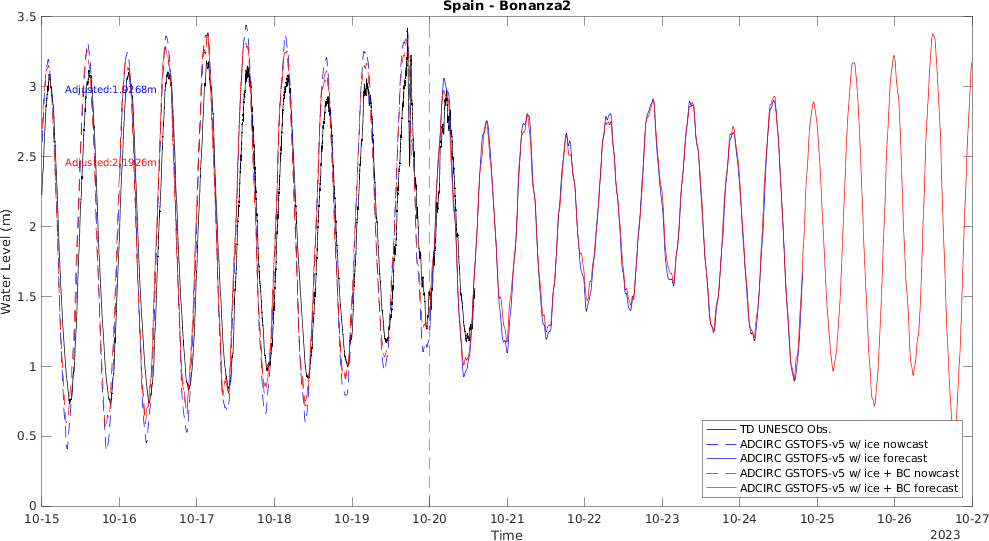 Spain - Bonanza2
3.5
3
2.5
2
1.5
1
0.5
0
Water Level (m)
Adjusted:1.9268m
Adjusted:2.1926m
TD UNESCO Obs.
ADCIRC GSTOFS-v5 w/ ice nowcast
ADCIRC GSTOFS-v5 w/ ice forecast
ADCIRC GSTOFS-v5 w/ ice + BC nowcast
ADCIRC GSTOFS-v5 w/ ice + BC forecast
10-15 10-16 10-17 10-18 10-19 10-20 10-21 10-22 10-23 10-24 10-25 10-26 10-27
Time
2023